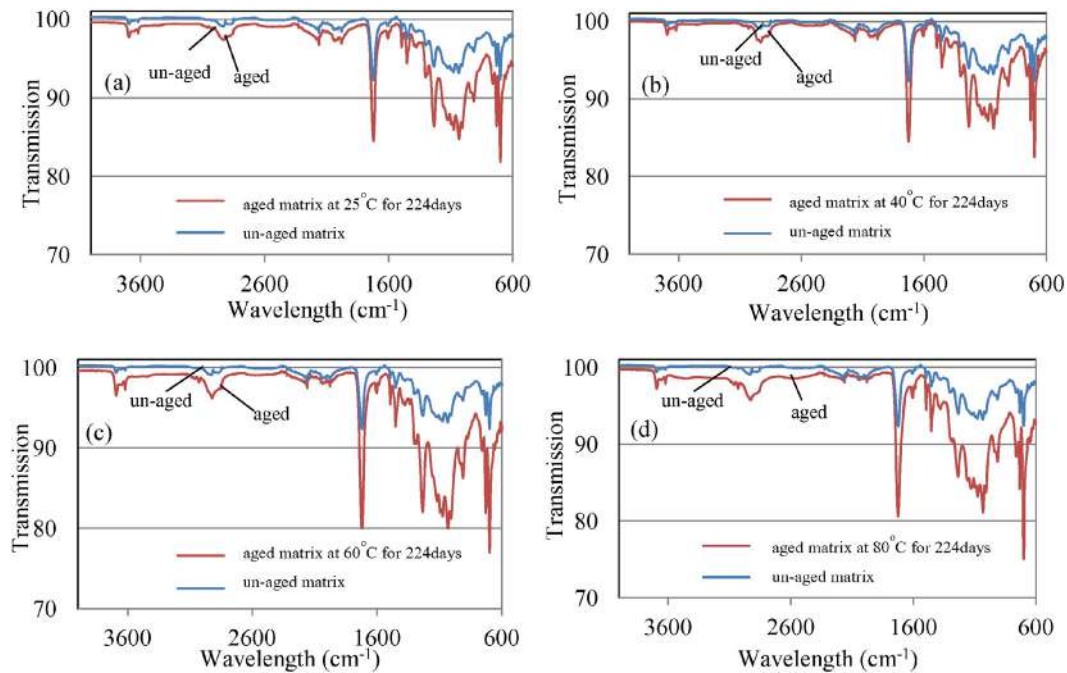 100
(a)
un-aged
aged
90
80
70
Transmission
aged matrix at 25°C for 224days
un-aged matrix
3600
2600
1600
600
Wavelength (cm⁻¹)
100
(b)
un-aged
aged
90
80
70
Transmission
aged matrix at 40°C for 224days
un-aged matrix
3600
2600
1600
600
Wavelength (cm⁻¹)
100
(c)
un-aged
aged
90
80
70
Transmission
aged matrix at 60°C for 224days
un-aged matrix
3600
2600
1600
600
Wavelength (cm⁻¹)
100
(d)
un-aged
aged
90
80
70
Transmission
aged matrix at 80°C for 224days
un-aged matrix
3600
2600
1600
600
Wavelength (cm⁻¹)